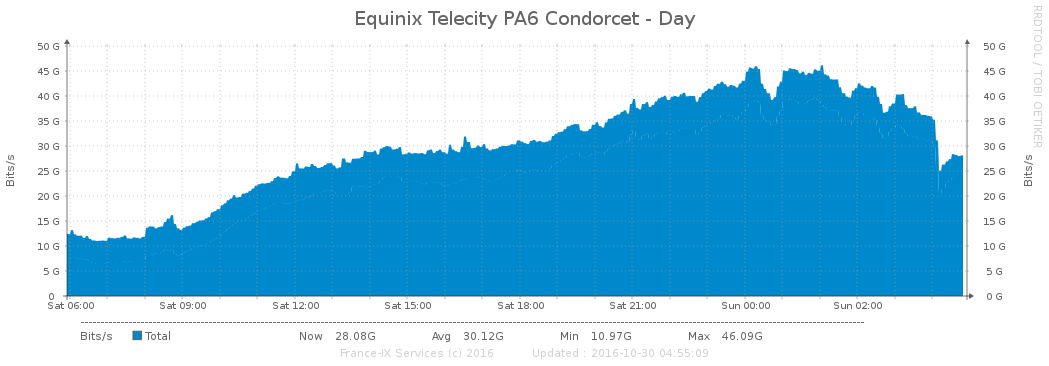 Equinix Telecity PA6 Condorcet - Day
RRDTOOL / TOBI OETIKER
50 G 50 G
45 G 45 G
40 G 40 G
35 G 35 G
30 G 30 G
25 G 25 G
20 G 20 G
15 G 15 G
10 G 10 G
5 G 5 G
0 0 G
Bits/s
Bits/s
Sat 06:00 Sat 09:00 Sat 12:00 Sat 15:00 Sat 18:00 Sat 21:00 Sun 00:00 Sun 02:00
Bits/s Total Now 28.08G Avg 30.12G Min 10.97G Max 46.09G
France-IX Services (c) 2016 Updated : 2016-10-30 04:55:09